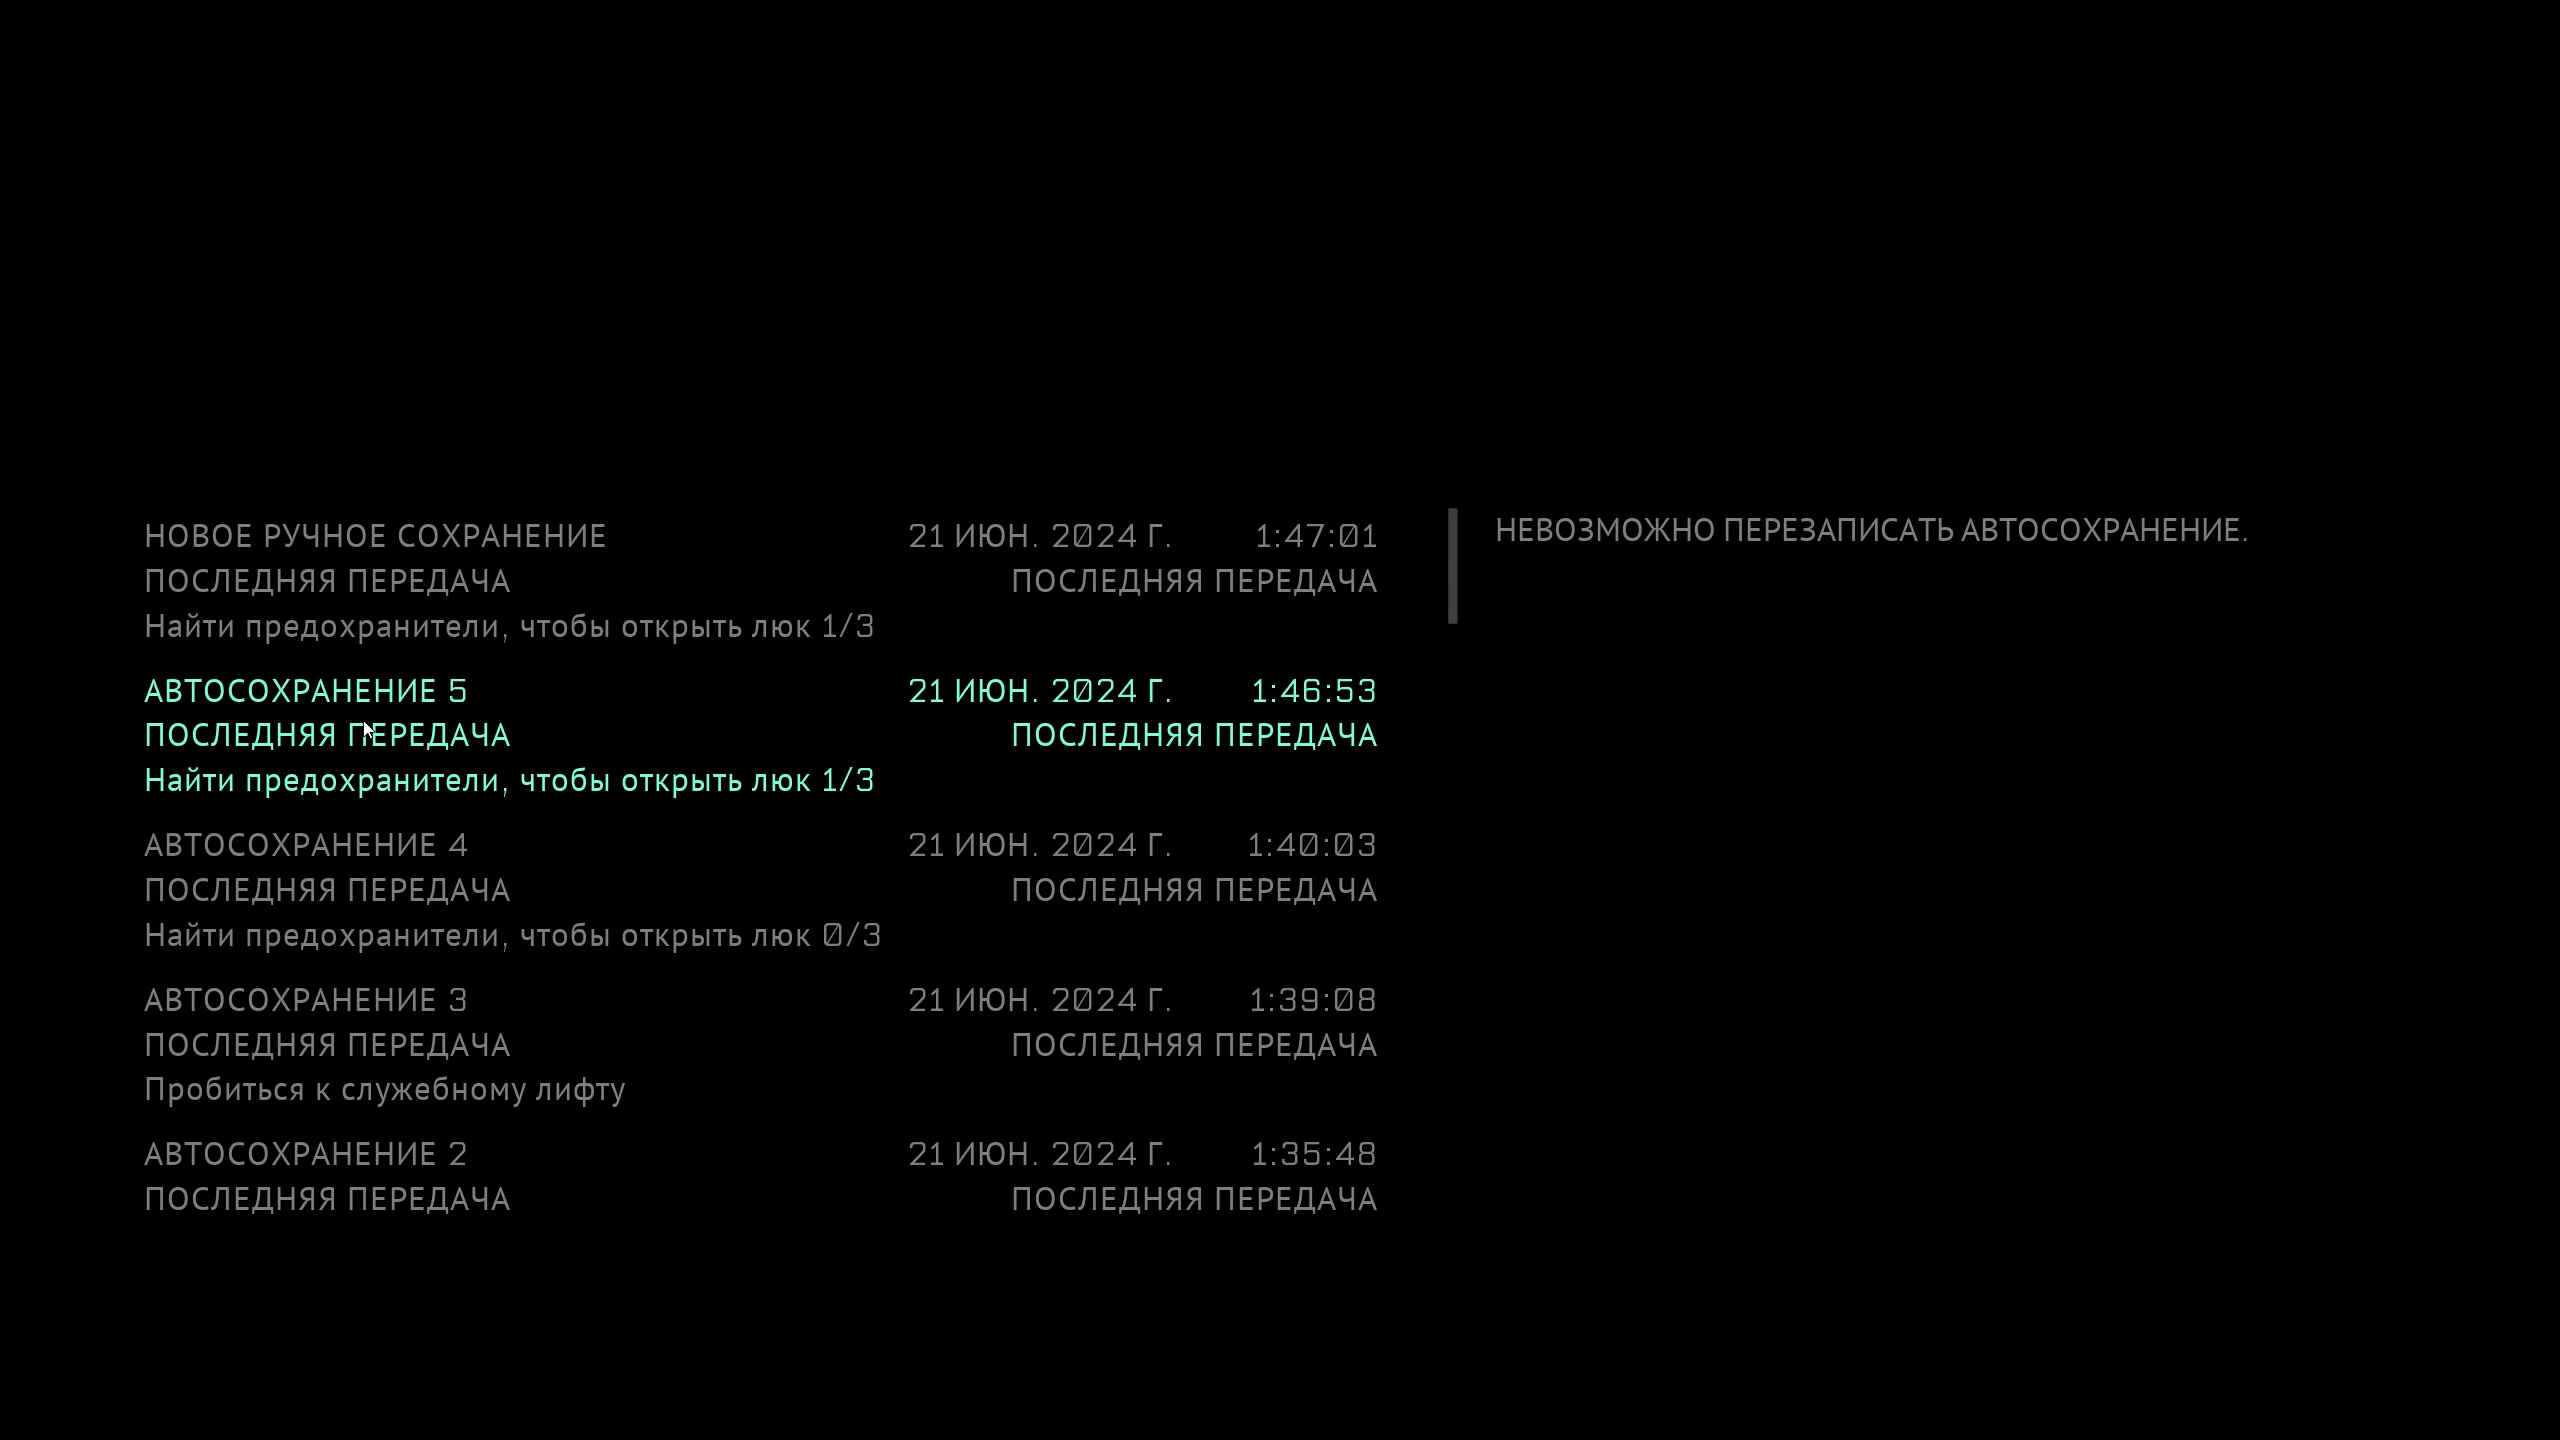 НОВОЕ РУЧНОЕ СОХРАНЕНИЕ 21 ИЮН. 2024 Г. 1:47:01
ПОСЛЕДНЯЯ ПЕРЕДАЧА ПОСЛЕДНЯЯ ПЕРЕДАЧА
Найти предохранители, чтобы открыть люк 1/3
АВТОСОХРАНЕНИЕ 5 21 ИЮН. 2024 Г. 1:46:53
ПОСЛЕДНЯЯ ПЕРЕДАЧА ПОСЛЕДНЯЯ ПЕРЕДАЧА
Найти предохранители, чтобы открыть люк 1/3
АВТОСОХРАНЕНИЕ 4 21 ИЮН. 2024 Г. 1:40:03
ПОСЛЕДНЯЯ ПЕРЕДАЧА ПОСЛЕДНЯЯ ПЕРЕДАЧА
Найти предохранители, чтобы открыть люк 0/3
АВТОСОХРАНЕНИЕ 3 21 ИЮН. 2024 Г. 1:39:08
ПОСЛЕДНЯЯ ПЕРЕДАЧА ПОСЛЕДНЯЯ ПЕРЕДАЧА
Пробиться к служебному лифту
АВТОСОХРАНЕНИЕ 2 21 ИЮН. 2024 Г. 1:35:48
ПОСЛЕДНЯЯ ПЕРЕДАЧА ПОСЛЕДНЯЯ ПЕРЕДАЧА
НЕВОЗМОЖНО ПЕРЕЗАПИСАТЬ АВТОСОХРАНЕНИЕ.